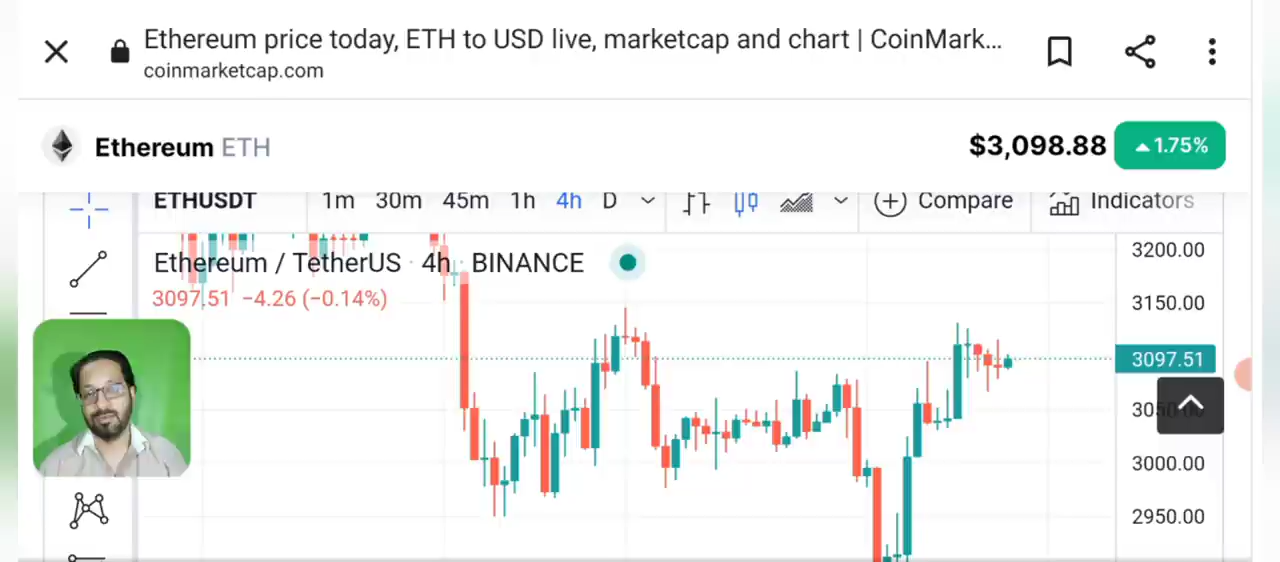 Ethereum price today, ETH to USD live, marketcap and chart | CoinMark...
coinmarketcap.com
Ethereum ETH
$3,098.88
1.75%
ETHUSDT 1m 30m 45m 1h 4h D Compare Indicators
Ethereum / TetherUS · 4h · BINANCE
3097.51 −4.26 (−0.14%)
3200.00
3150.00
3097.51
3050.00
3000.00
2950.00